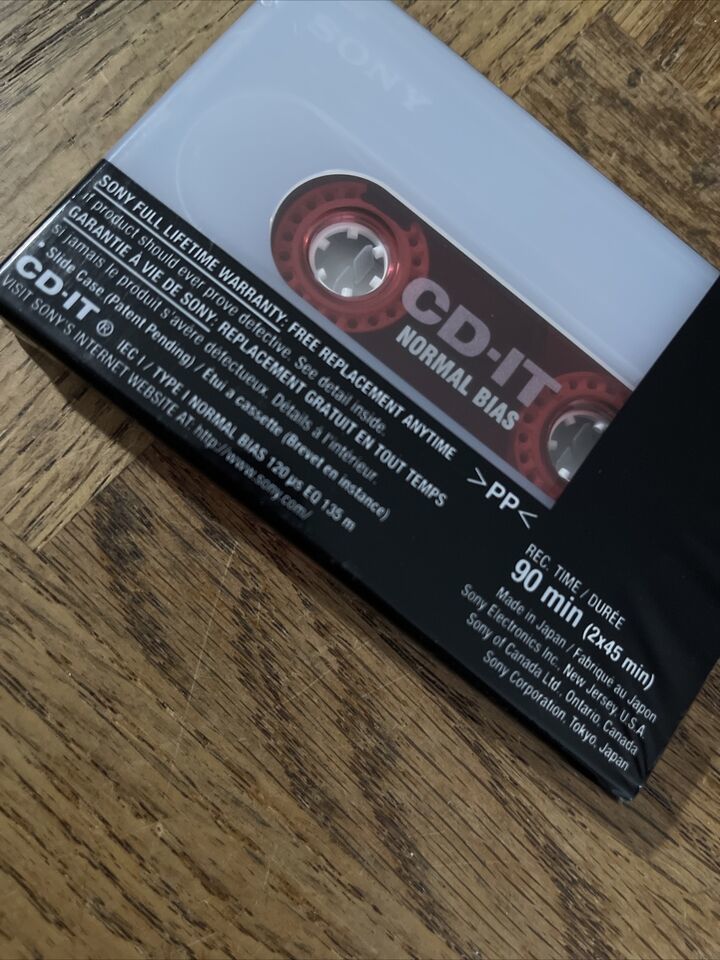 SONY
CD-IT
NORMAL BIAS
SONY FULL LIFETIME WARRANTY: FREE REPLACEMENT ANYTIME
if product should ever prove defective. See detail inside.
GARANTIE À VIE DE SONY: REPLACEMENT GRATUIT EN TOUT TEMPS
si jamais le produit s'avère défectueux. Détails à l'intérieur.
• Slide Case (Patent Pending) / Étui a cassette (Brevet en instance)
CD-IT ® IEC I / TYPE I NORMAL BIAS 120 µs EQ 135 m
VISIT SONY'S INTERNET WEBSITE AT: http://www.sony.com/
>PP<
REC. TIME / DURÉE
90 min (2x45 min)
Made in Japan / Fabriqué au Japon
Sony Electronics Inc. New Jersey, U.S.A.
Sony of Canada Ltd., Ontario, Canada
Sony Corporation, Tokyo, Japan